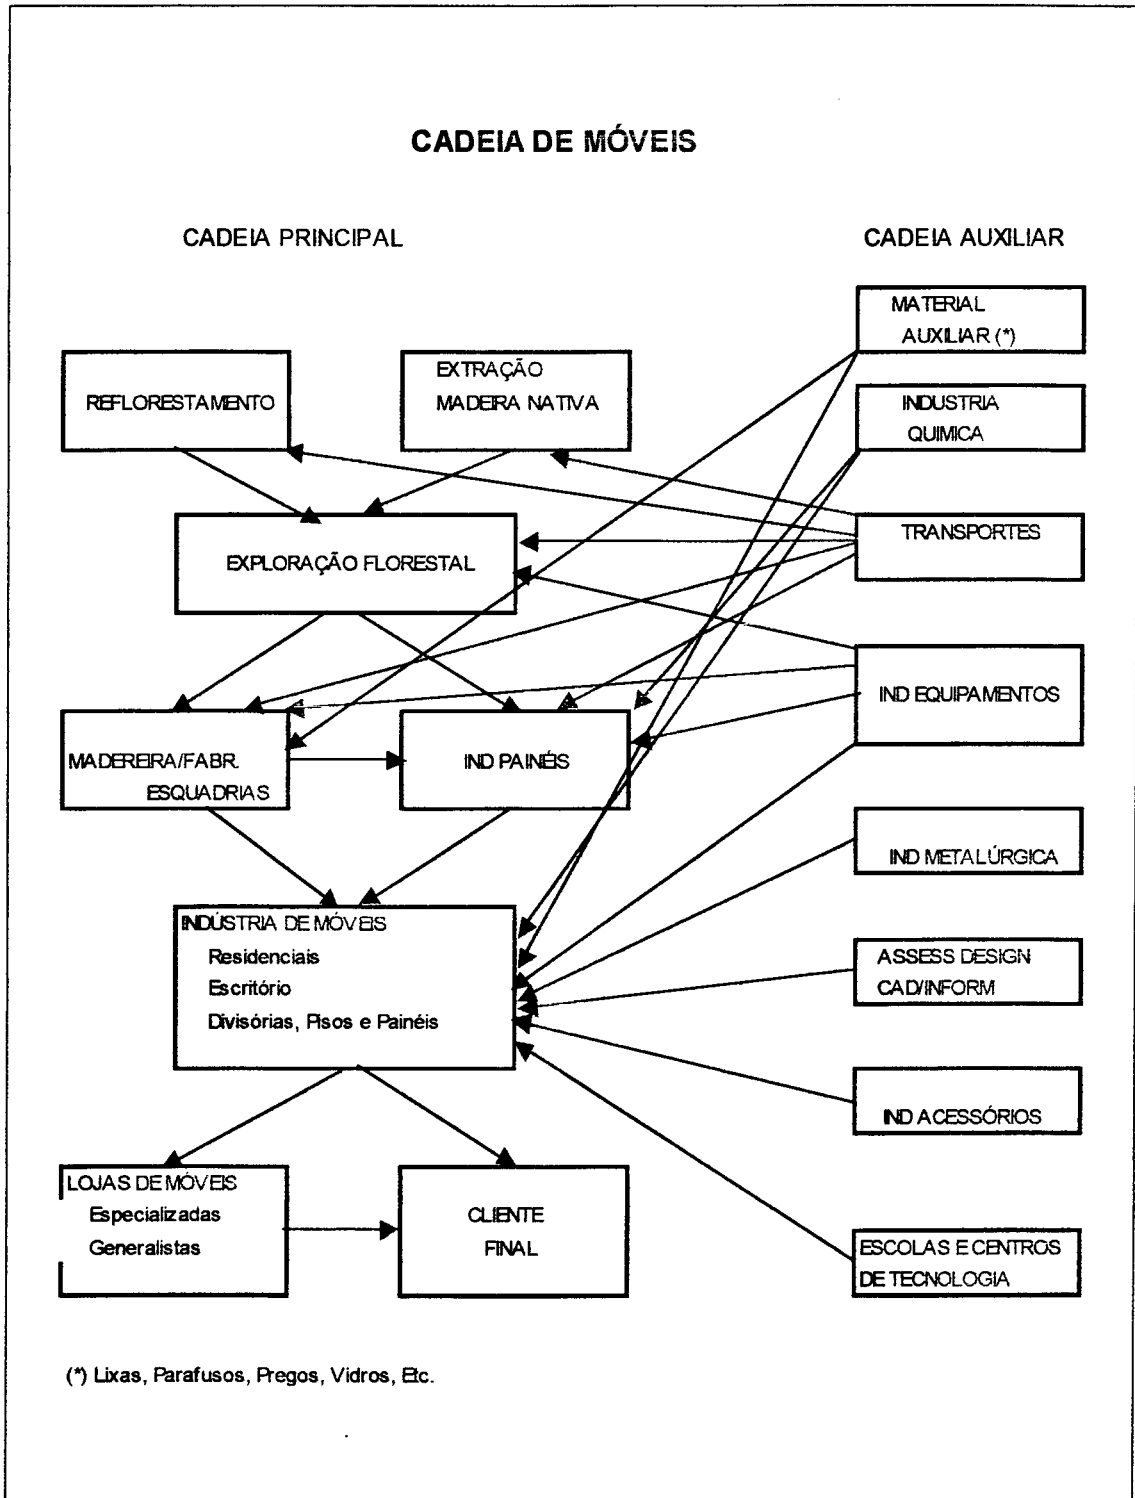 CADEIA DE MÓVEIS
CADEIA PRINCIPAL
CADEIA AUXILIAR
MATERIAL
AUXILIAR (*)
EXTRAÇÃO
MADEIRA NATIVA
REFLORESTAMENTO
INDUSTRIA
QUIMICA
TRANSPORTES
EXPLORAÇÃO FLORESTAL
IND EQUIPAMENTOS
MADEREIRA/FABR.
ESQUADRIAS
IND PAINÉIS
IND METALÚRGICA
INDÚSTRIA DE MÓVEIS
Residenciais
Escritório
Divisórias, Pisos e Painéis
ASSESS DESIGN
CAD/INFORM
IND ACESSÓRIOS
LOJAS DE MÓVEIS
Especializadas
Generalistas
CLIENTE
FINAL
ESCOLAS E CENTROS
DE TECNOLOGIA
(*) Lixas, Parafusos, Pregos, Vidros, Etc.